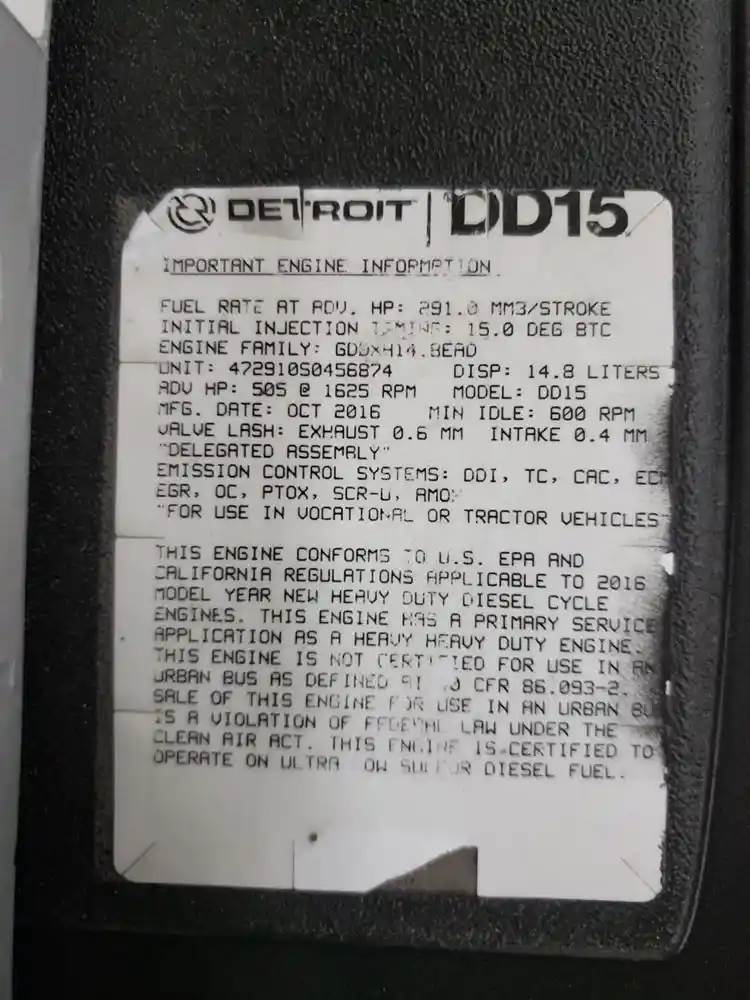 DETROIT | DD15
IMPORTANT ENGINE INFORMATION
FUEL RATE AT ADV. HP: 291.0 MM3/STROKE
INITIAL INJECTION TIMING: 15.0 DEG BTC
ENGINE FAMILY: GDDXH14.8EAD
UNIT: 472910S0456874 DISP: 14.8 LITERS
ADV HP: 505 @ 1625 RPM MODEL: DD15
MFG. DATE: OCT 2016 MIN IDLE: 600 RPM
VALVE LASH: EXHAUST 0.6 MM INTAKE 0.4 MM
"DELEGATED ASSEMBLY"
EMISSION CONTROL SYSTEMS: DDI, TC, CAC, ECM
EGR, OC, PTOX, SCR-U, AMOX
"FOR USE IN VOCATIONAL OR TRACTOR VEHICLES"
THIS ENGINE CONFORMS TO U.S. EPA AND
CALIFORNIA REGULATIONS APPLICABLE TO 2016
MODEL YEAR NEW HEAVY DUTY DIESEL CYCLE
ENGINES. THIS ENGINE HAS A PRIMARY SERVICE
APPLICATION AS A HEAVY HEAVY DUTY ENGINE.
THIS ENGINE IS NOT CERTIFIED FOR USE IN AN
URBAN BUS AS DEFINED AT CFR 86.093-2.
SALE OF THIS ENGINE FOR USE IN AN URBAN BUS
IS A VIOLATION OF FEDERAL LAW UNDER THE
CLEAN AIR ACT. THIS ENGINE IS CERTIFIED TO
OPERATE ON ULTRA LOW SULFUR DIESEL FUEL.